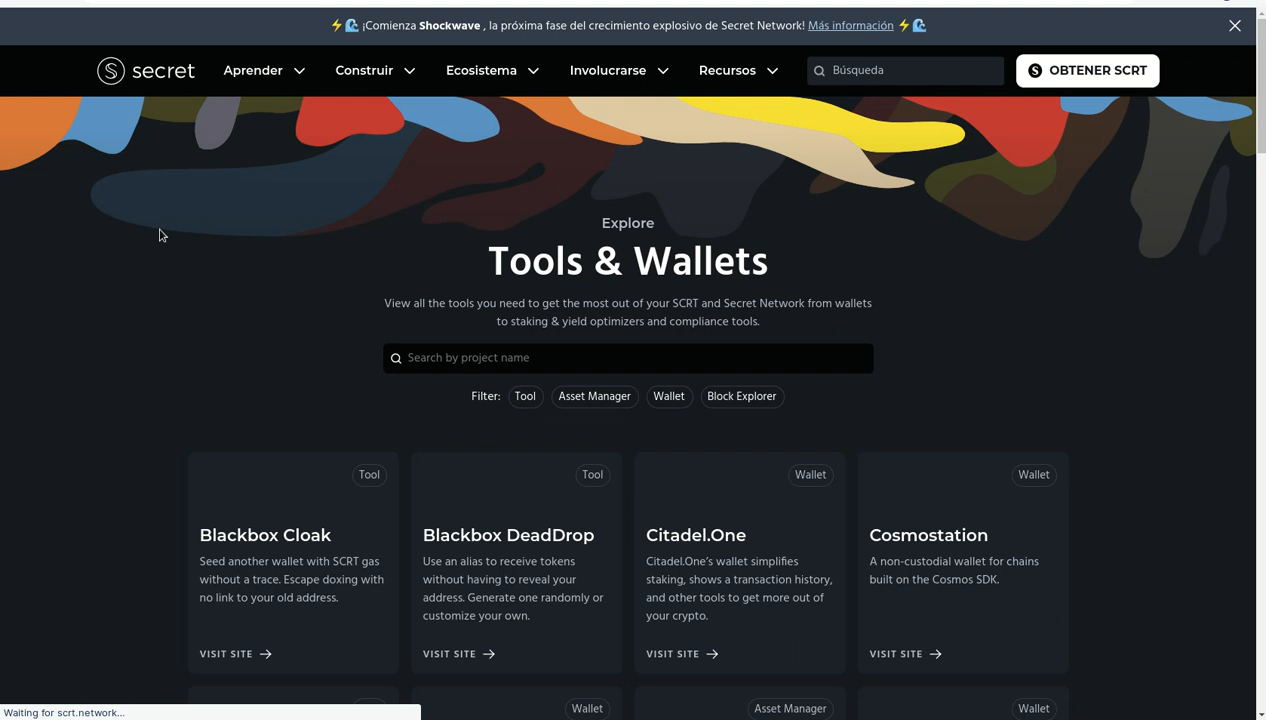 ¡Comienza Shockwave , la próxima fase del crecimiento explosivo de Secret Network! Más información
secret
Aprender
Construir
Ecosistema
Involucrarse
Recursos
Búsqueda
OBTENER SCRT
Explore
Tools & Wallets
View all the tools you need to get the most out of your SCRT and Secret Network from wallets
to staking & yield optimizers and compliance tools.
Search by project name
Filter: Tool Asset Manager Wallet Block Explorer
Tool
Blackbox Cloak
Seed another wallet with SCRT gas
without a trace. Escape doxing with
no link to your old address.
VISIT SITE
Tool
Blackbox DeadDrop
Use an alias to receive tokens
without having to reveal your
address. Generate one randomly or
customize your own.
VISIT SITE
Wallet
Citadel.One
Citadel.One’s wallet simplifies
staking, shows a transaction history,
and other tools to get more out of
your crypto.
VISIT SITE
Wallet
Cosmostation
A non-custodial wallet for chains
built on the Cosmos SDK.
VISIT SITE
Wallet
Asset Manager
Wallet
Waiting for scrt.network...